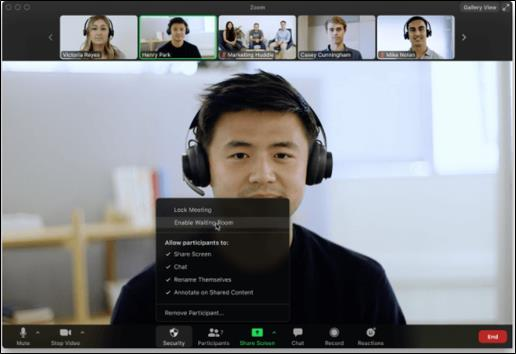 Zoom
Gallery View
Victoria Reyes
Henry Park
Marketing Huddle
Casey Cunningham
Mike Nolan
Lock Meeting
Enable Waiting Room
Allow participants to:
✓ Share Screen
✓ Chat
✓ Rename Themselves
✓ Annotate on Shared Content
Remove Participant...
Mute
Stop Video
Security
Participants
Share Screen
Chat
Record
Reactions
End